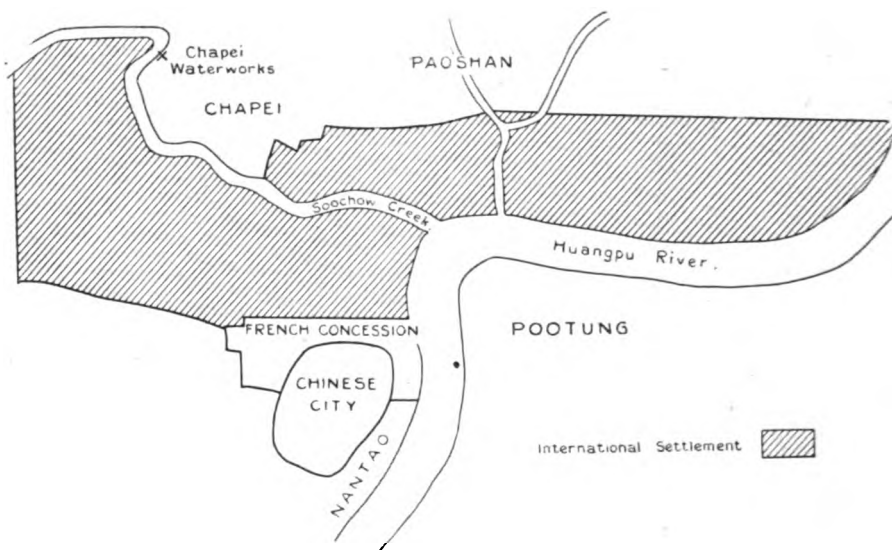 Chapei
Waterworks
PAOSHAN
CHAPEI
Soochow Creek
Huangpu River.
FRENCH CONCESSION
POOTUNG
CHINESE
CITY
NANTAO
International Settlement